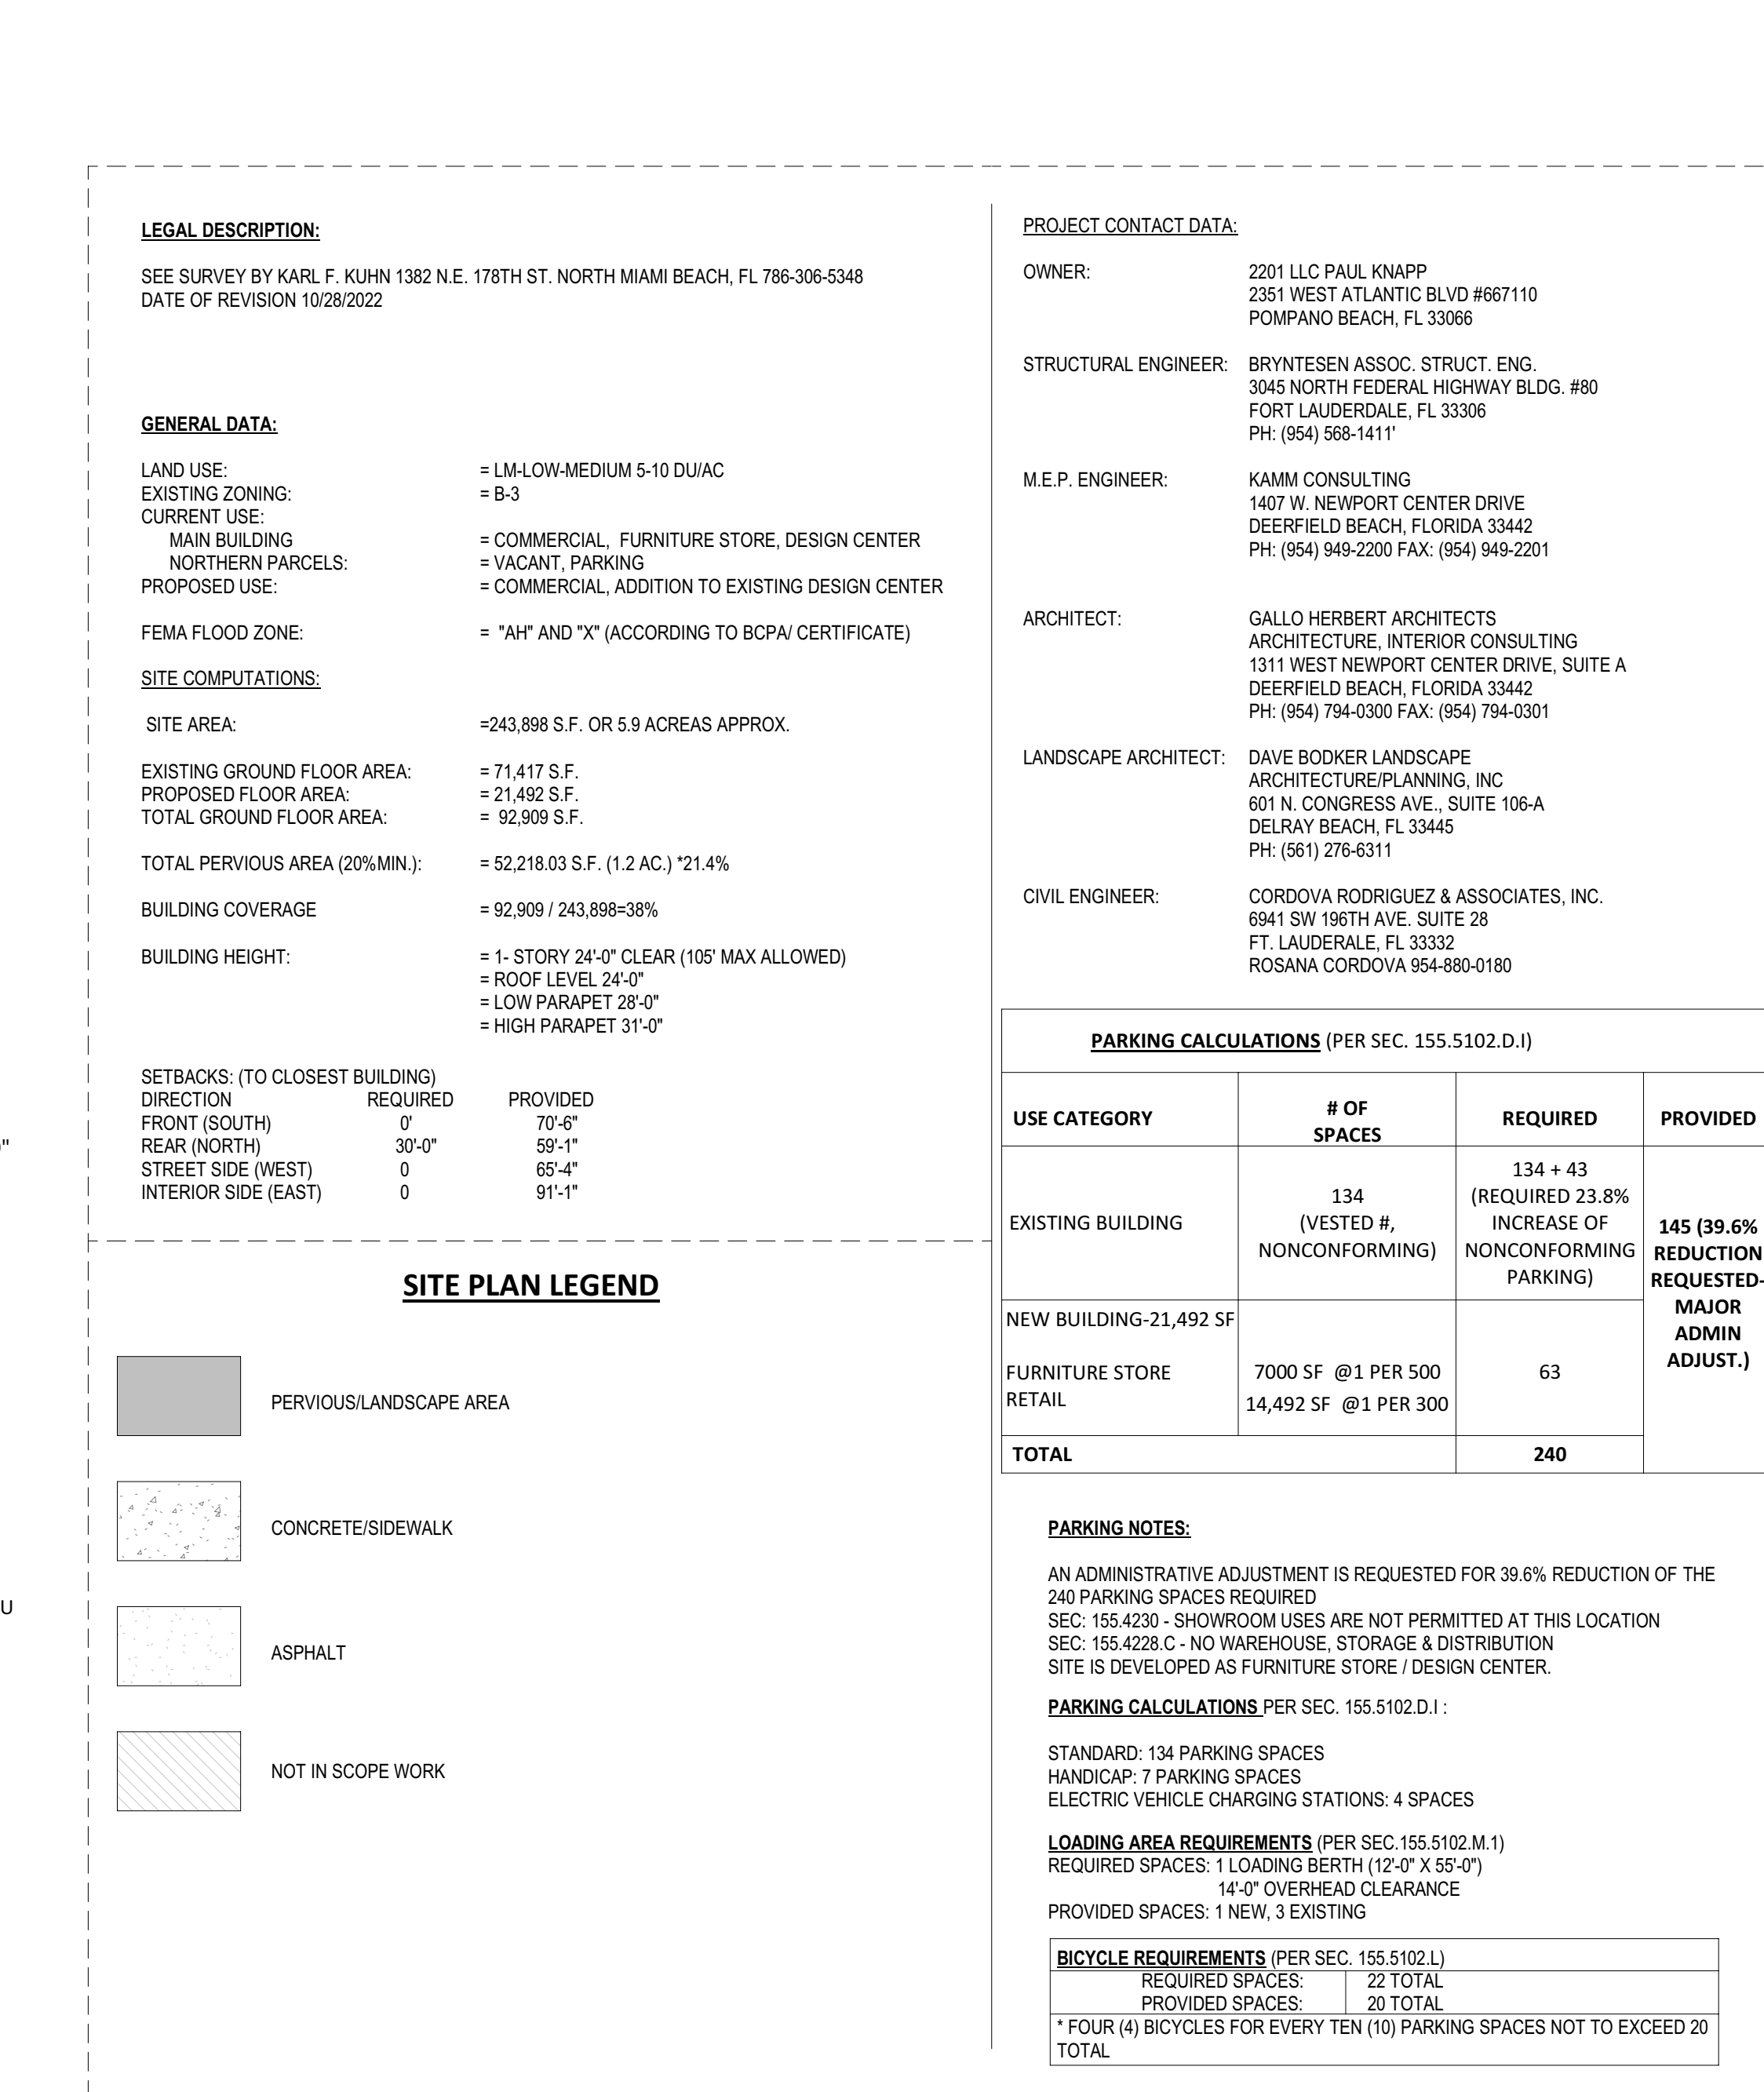 LEGAL DESCRIPTION:
SEE SURVEY BY KARL F. KUHN 1382 N.E. 178TH ST. NORTH MIAMI BEACH, FL 786-306-5348
DATE OF REVISION 10/28/2022
GENERAL DATA:
LAND USE: = LM-LOW-MEDIUM 5-10 DU/AC
EXISTING ZONING: = B-3
CURRENT USE:
MAIN BUILDING = COMMERCIAL, FURNITURE STORE, DESIGN CENTER
NORTHERN PARCELS: = VACANT, PARKING
PROPOSED USE: = COMMERCIAL, ADDITION TO EXISTING DESIGN CENTER
FEMA FLOOD ZONE: = "AH" AND "X" (ACCORDING TO BCPA/ CERTIFICATE)
SITE COMPUTATIONS:
SITE AREA: =243,898 S.F. OR 5.9 ACREAS APPROX.
EXISTING GROUND FLOOR AREA: = 71,417 S.F.
PROPOSED FLOOR AREA: = 21,492 S.F.
TOTAL GROUND FLOOR AREA: = 92,909 S.F.
TOTAL PERVIOUS AREA (20%MIN.): = 52,218.03 S.F. (1.2 AC.) *21.4%
BUILDING COVERAGE = 92,909 / 243,898=38%
BUILDING HEIGHT: = 1- STORY 24'-0" CLEAR (105' MAX ALLOWED)
= ROOF LEVEL 24'-0"
= LOW PARAPET 28'-0"
= HIGH PARAPET 31'-0"
SETBACKS: (TO CLOSEST BUILDING)
DIRECTION REQUIRED PROVIDED
FRONT (SOUTH) 0' 70'-6"
REAR (NORTH) 30'-0" 59'-1"
STREET SIDE (WEST) 0 65'-4"
INTERIOR SIDE (EAST) 0 91'-1"
"
U
SITE PLAN LEGEND
PERVIOUS/LANDSCAPE AREA
CONCRETE/SIDEWALK
ASPHALT
NOT IN SCOPE WORK
PROJECT CONTACT DATA:
OWNER: 2201 LLC PAUL KNAPP
2351 WEST ATLANTIC BLVD #667110
POMPANO BEACH, FL 33066
STRUCTURAL ENGINEER: BRYNTESEN ASSOC. STRUCT. ENG.
3045 NORTH FEDERAL HIGHWAY BLDG. #80
FORT LAUDERDALE, FL 33306
PH: (954) 568-1411'
M.E.P. ENGINEER: KAMM CONSULTING
1407 W. NEWPORT CENTER DRIVE
DEERFIELD BEACH, FLORIDA 33442
PH: (954) 949-2200 FAX: (954) 949-2201
ARCHITECT: GALLO HERBERT ARCHITECTS
ARCHITECTURE, INTERIOR CONSULTING
1311 WEST NEWPORT CENTER DRIVE, SUITE A
DEERFIELD BEACH, FLORIDA 33442
PH: (954) 794-0300 FAX: (954) 794-0301
LANDSCAPE ARCHITECT: DAVE BODKER LANDSCAPE
ARCHITECTURE/PLANNING, INC
601 N. CONGRESS AVE., SUITE 106-A
DELRAY BEACH, FL 33445
PH: (561) 276-6311
CIVIL ENGINEER: CORDOVA RODRIGUEZ & ASSOCIATES, INC.
6941 SW 196TH AVE. SUITE 28
FT. LAUDERALE, FL 33332
ROSANA CORDOVA 954-880-0180
PARKING CALCULATIONS (PER SEC. 155.5102.D.I)
USE CATEGORY
# OF
SPACES
REQUIRED
PROVIDED
EXISTING BUILDING
134
(VESTED #,
NONCONFORMING)
134 + 43
(REQUIRED 23.8%
INCREASE OF
NONCONFORMING
PARKING)
145 (39.6%
REDUCTION
REQUESTED-
MAJOR
ADMIN
ADJUST.)
NEW BUILDING-21,492 SF
FURNITURE STORE
RETAIL
7000 SF @1 PER 500
14,492 SF @1 PER 300
63
TOTAL 240
PARKING NOTES:
AN ADMINISTRATIVE ADJUSTMENT IS REQUESTED FOR 39.6% REDUCTION OF THE
240 PARKING SPACES REQUIRED
SEC: 155.4230 - SHOWROOM USES ARE NOT PERMITTED AT THIS LOCATION
SEC: 155.4228.C - NO WAREHOUSE, STORAGE & DISTRIBUTION
SITE IS DEVELOPED AS FURNITURE STORE / DESIGN CENTER.
PARKING CALCULATIONS PER SEC. 155.5102.D.I :
STANDARD: 134 PARKING SPACES
HANDICAP: 7 PARKING SPACES
ELECTRIC VEHICLE CHARGING STATIONS: 4 SPACES
LOADING AREA REQUIREMENTS (PER SEC.155.5102.M.1)
REQUIRED SPACES: 1 LOADING BERTH (12'-0" X 55'-0")
14'-0" OVERHEAD CLEARANCE
PROVIDED SPACES: 1 NEW, 3 EXISTING
BICYCLE REQUIREMENTS (PER SEC. 155.5102.L)
REQUIRED SPACES: 22 TOTAL
PROVIDED SPACES: 20 TOTAL
* FOUR (4) BICYCLES FOR EVERY TEN (10) PARKING SPACES NOT TO EXCEED 20
TOTAL